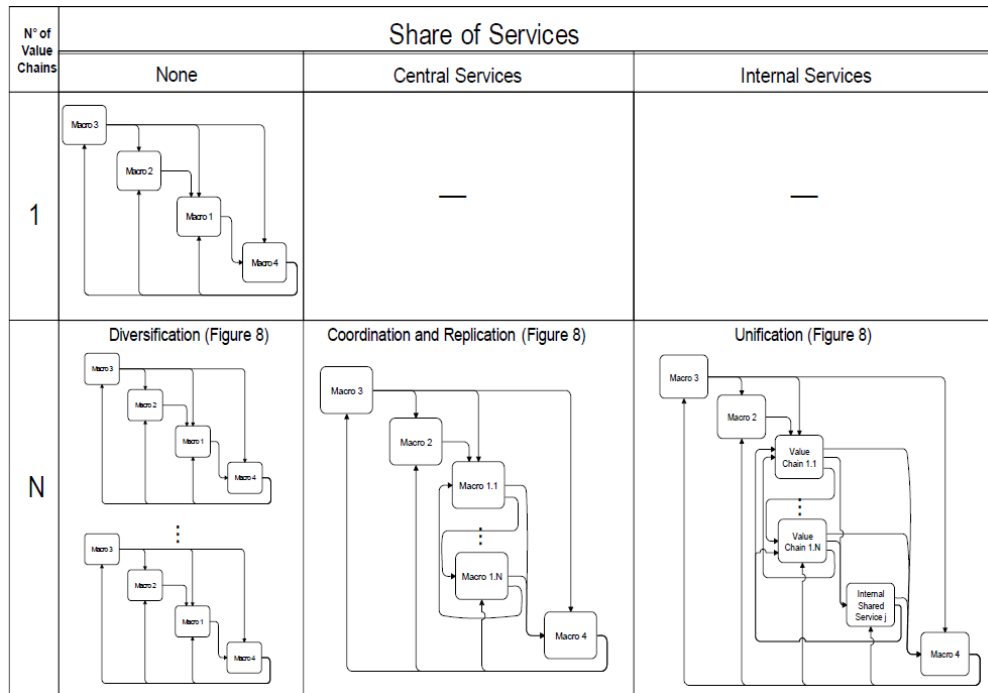 N° of
Value
Chains
Share of Services
None
Central Services
Internal Services
1
Macro 3
Macro 2
Macro 1
Macro 4
—
—
N
Diversification (Figure 8)
Macro 3
Macro 2
Macro 1
Macro 4
Macro 3
Macro 2
Macro 1
Macro 4
Coordination and Replication (Figure 8)
Macro 3
Macro 2
Macro 1.1
Macro 1.N
Macro 4
Unification (Figure 8)
Macro 3
Macro 2
Value
Chain 1.1
Value
Chain 1.N
Internal
Shared
Service j
Macro 4